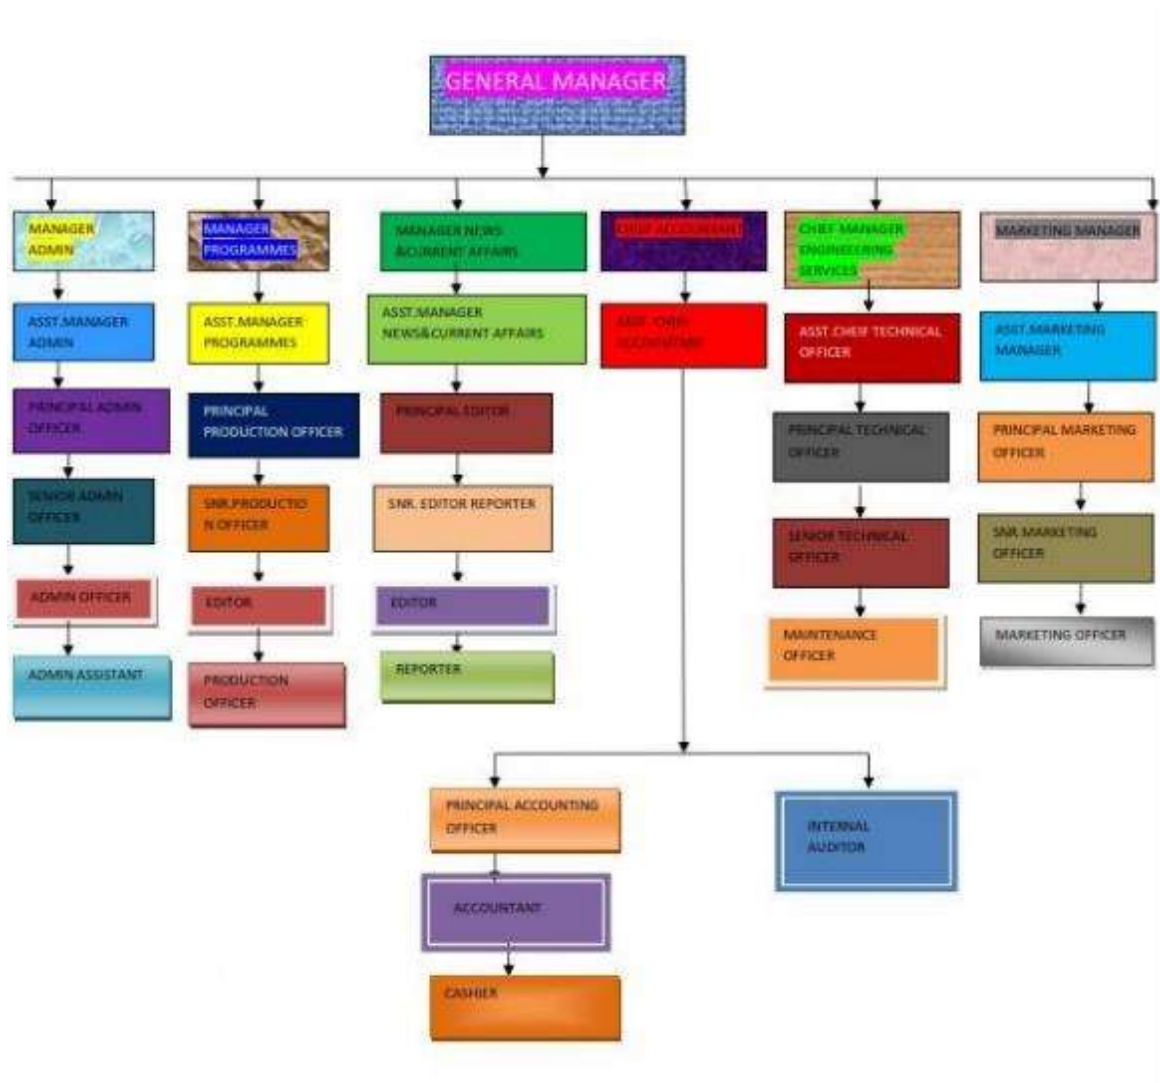 GENERAL MANAGER
MANAGER
ADMIN
MANAGER
PROGRAMMES
MANAGER NEWS
&CURRENT AFFAIRS
CHIEF ACCOUNTANT
CHIEF MANAGER
ENGINEERING
SERVICES
MARKETING MANAGER
ASST.MANAGER
ADMIN
ASST.MANAGER
PROGRAMMES
ASST.MANAGER
NEWS&CURRENT AFFAIRS
ASST. CHIEF
ACCOUNTANT
ASST.CHEIF TECHNICAL
OFFICER
ASST.MARKETING
MANAGER
PRINCIPAL ADMIN
OFFICER
PRINCIPAL
PRODUCTION OFFICER
PRINCIPAL EDITOR
PRINCIPAL TECHNICAL
OFFICER
PRINCIPAL MARKETING
OFFICER
SENIOR ADMIN
OFFICER
SNR.PRODUCTIO
N OFFICER
SNR. EDITOR REPORTER
SENIOR TECHNICAL
OFFICER
SNR.MARKETING
OFFICER
ADMIN OFFICER
EDITOR
EDITOR
MAINTENANCE
OFFICER
MARKETING OFFICER
ADMIN ASSISTANT
PRODUCTION
OFFICER
REPORTER
PRINCIPAL ACCOUNTING
OFFICER
INTERNAL
AUDITOR
ACCOUNTANT
CASHIER